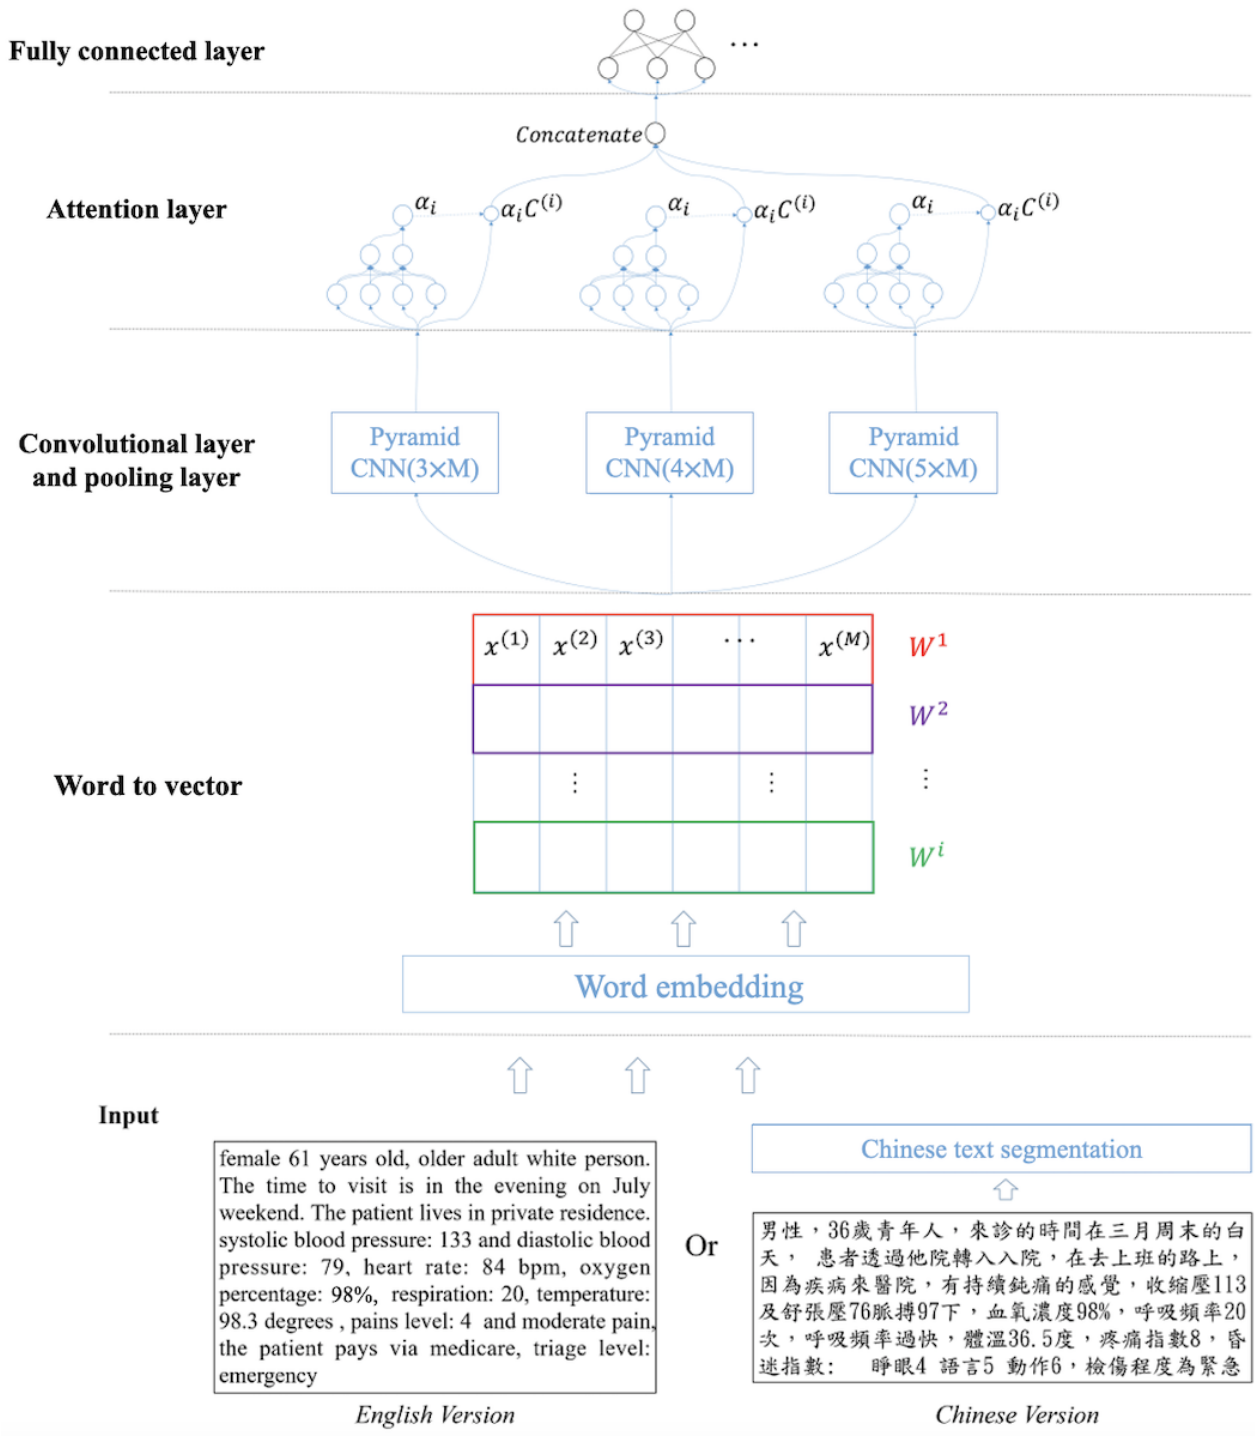 Fully connected layer
...
Concatenate
Attention layer
αᵢ
αᵢC⁽ⁱ⁾
αᵢ
αᵢC⁽ⁱ⁾
αᵢ
αᵢC⁽ⁱ⁾
Convolutional layer
and pooling layer
Pyramid
CNN(3×M)
Pyramid
CNN(4×M)
Pyramid
CNN(5×M)
x⁽¹⁾ x⁽²⁾ x⁽³⁾ ··· x⁽ᴹ⁾ W¹
W²
Word to vector
⋮ ⋮ ⋮
Wⁱ
Word embedding
Input
female 61 years old, older adult white person.
The time to visit is in the evening on July
weekend. The patient lives in private residence.
systolic blood pressure: 133 and diastolic blood
pressure: 79, heart rate: 84 bpm, oxygen
percentage: 98%, respiration: 20, temperature:
98.3 degrees , pains level: 4 and moderate pain,
the patient pays via medicare, triage level:
emergency
English Version
Or
Chinese text segmentation
男性，36歲青年人，來診的時間在三月周末的白
天， 患者透過他院轉入入院，在去上班的路上，
因為疾病來醫院，有持續鈍痛的感覺，收縮壓113
及舒張壓76脈搏97下，血氧濃度98%，呼吸頻率20
次，呼吸頻率過快，體溫36.5度，疼痛指數8，昏
迷指數: 睜眼4 語言5 動作6，檢傷程度為緊急
Chinese Version